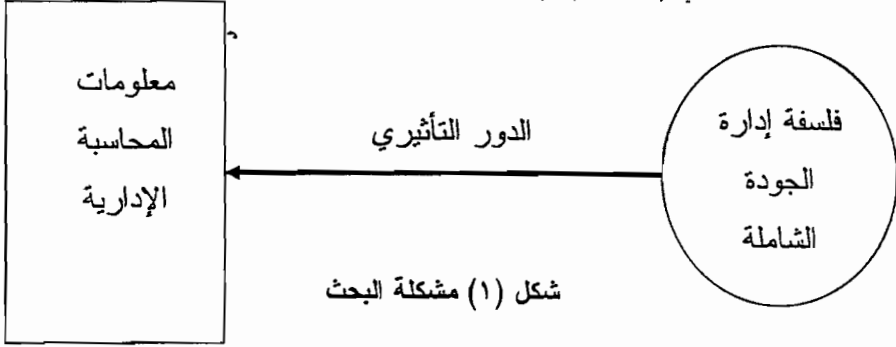 فلسفة إدارة
الجودة
الشاملة
الدور التأثيري
معلومات
المحاسبة
الإدارية
شكل (١) مشكلة البحث